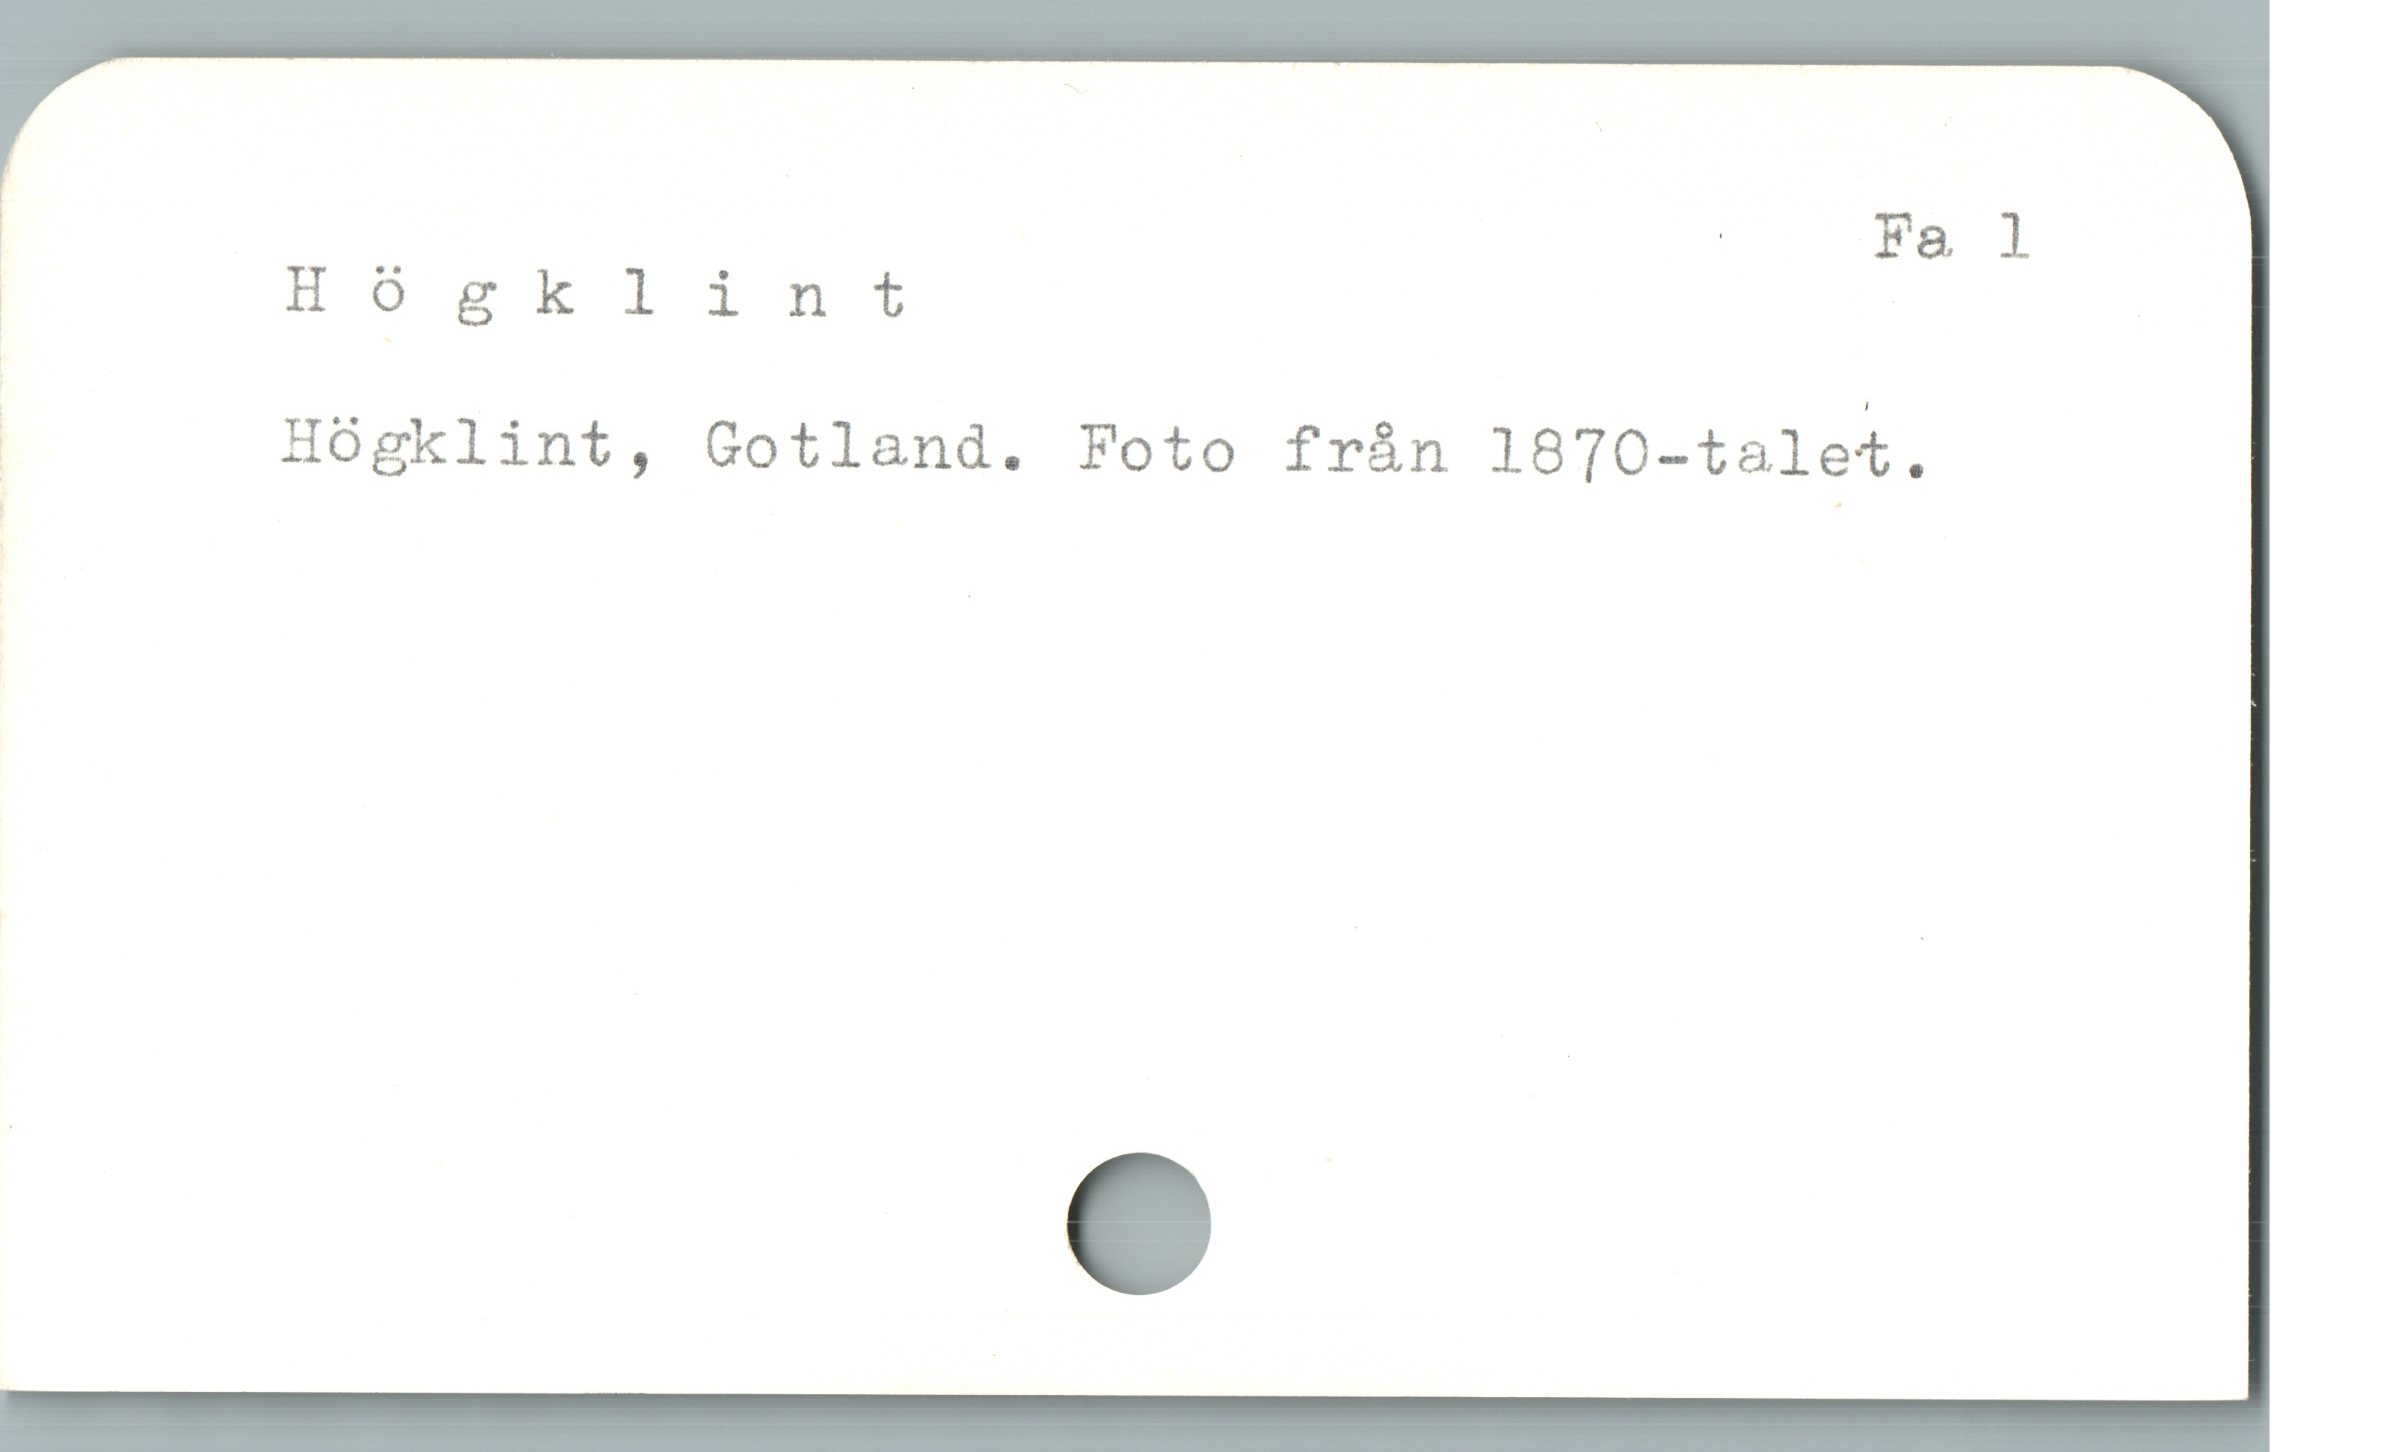 Fa 1
H ö g k l i n t
Högklint, Gotland. Foto från 1870-talet.